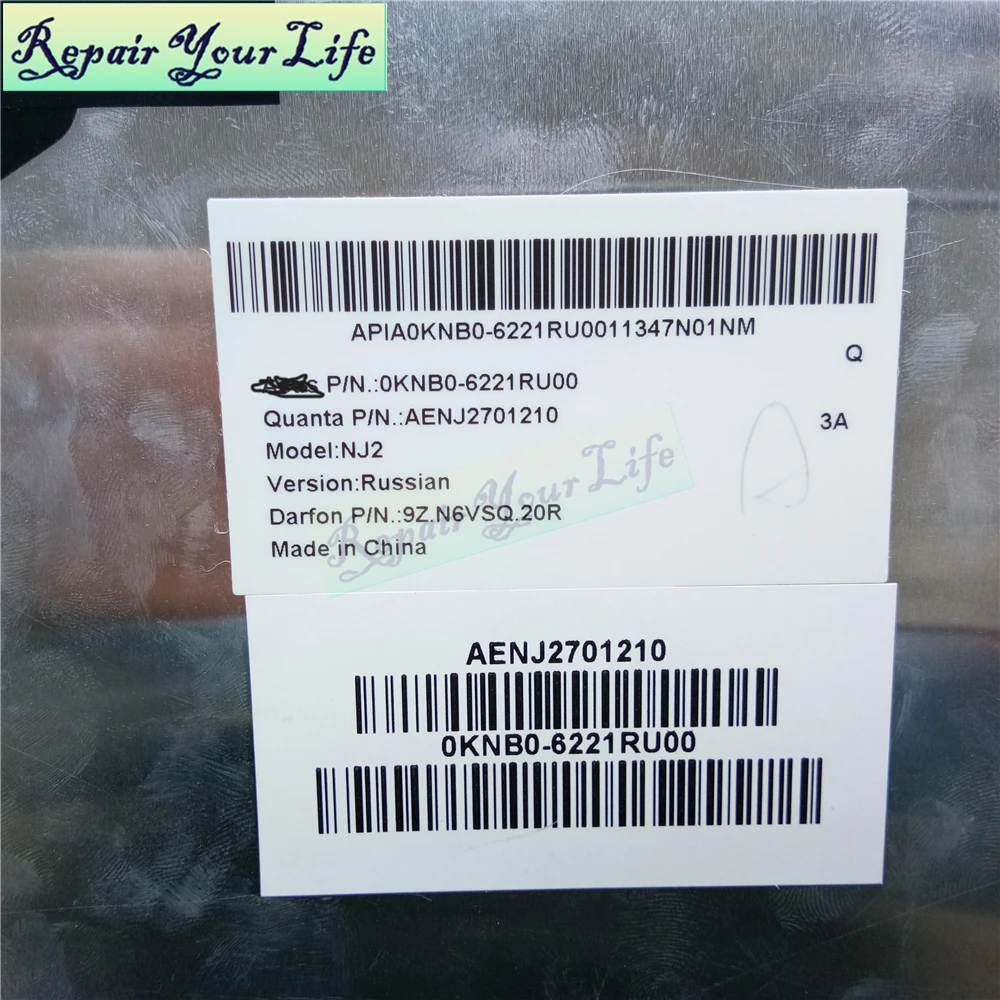 Repair Your Life
APIA0KNB0-6221RU0011347N01NM
Q
P/N.:0KNB0-6221RU00
Quanta P/N.:AENJ2701210
3A
Model:NJ2
Version:Russian
Darfon P/N.:9Z.N6VSQ.20R
Made in China
Repair Your Life
AENJ2701210
0KNB0-6221RU00